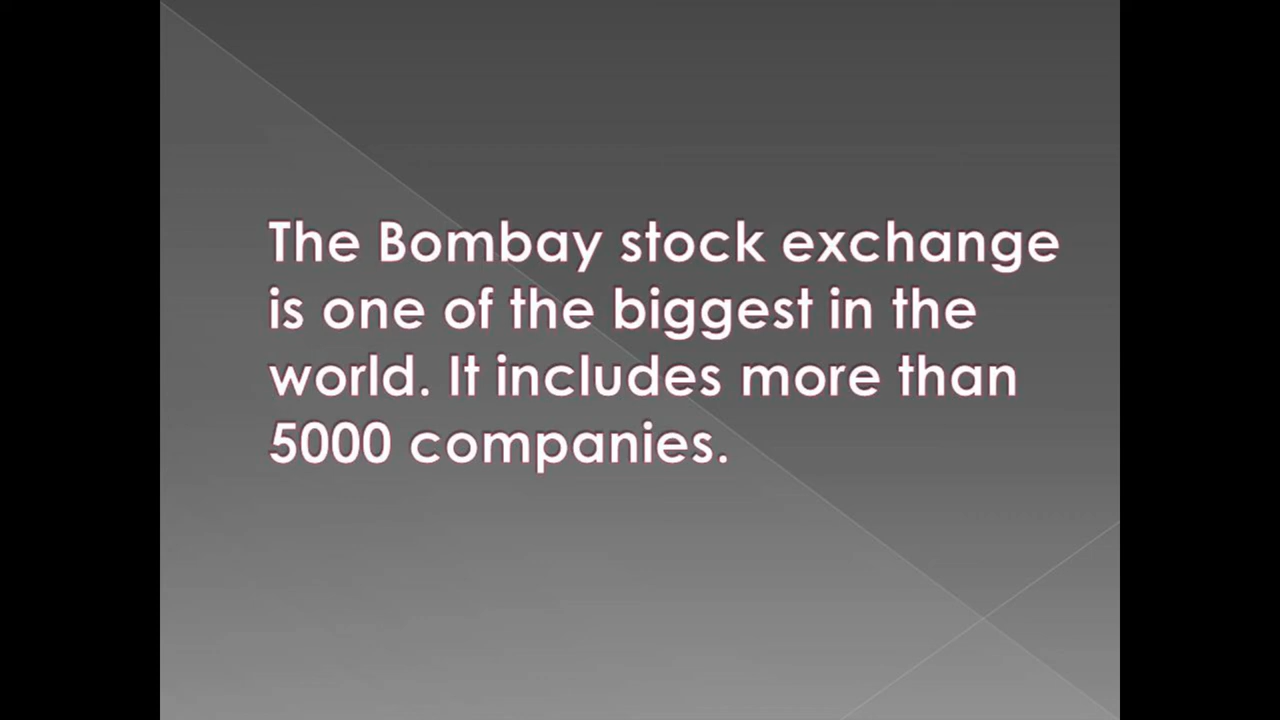 The Bombay stock exchange
is one of the biggest in the
world. It includes more than
5000 companies.